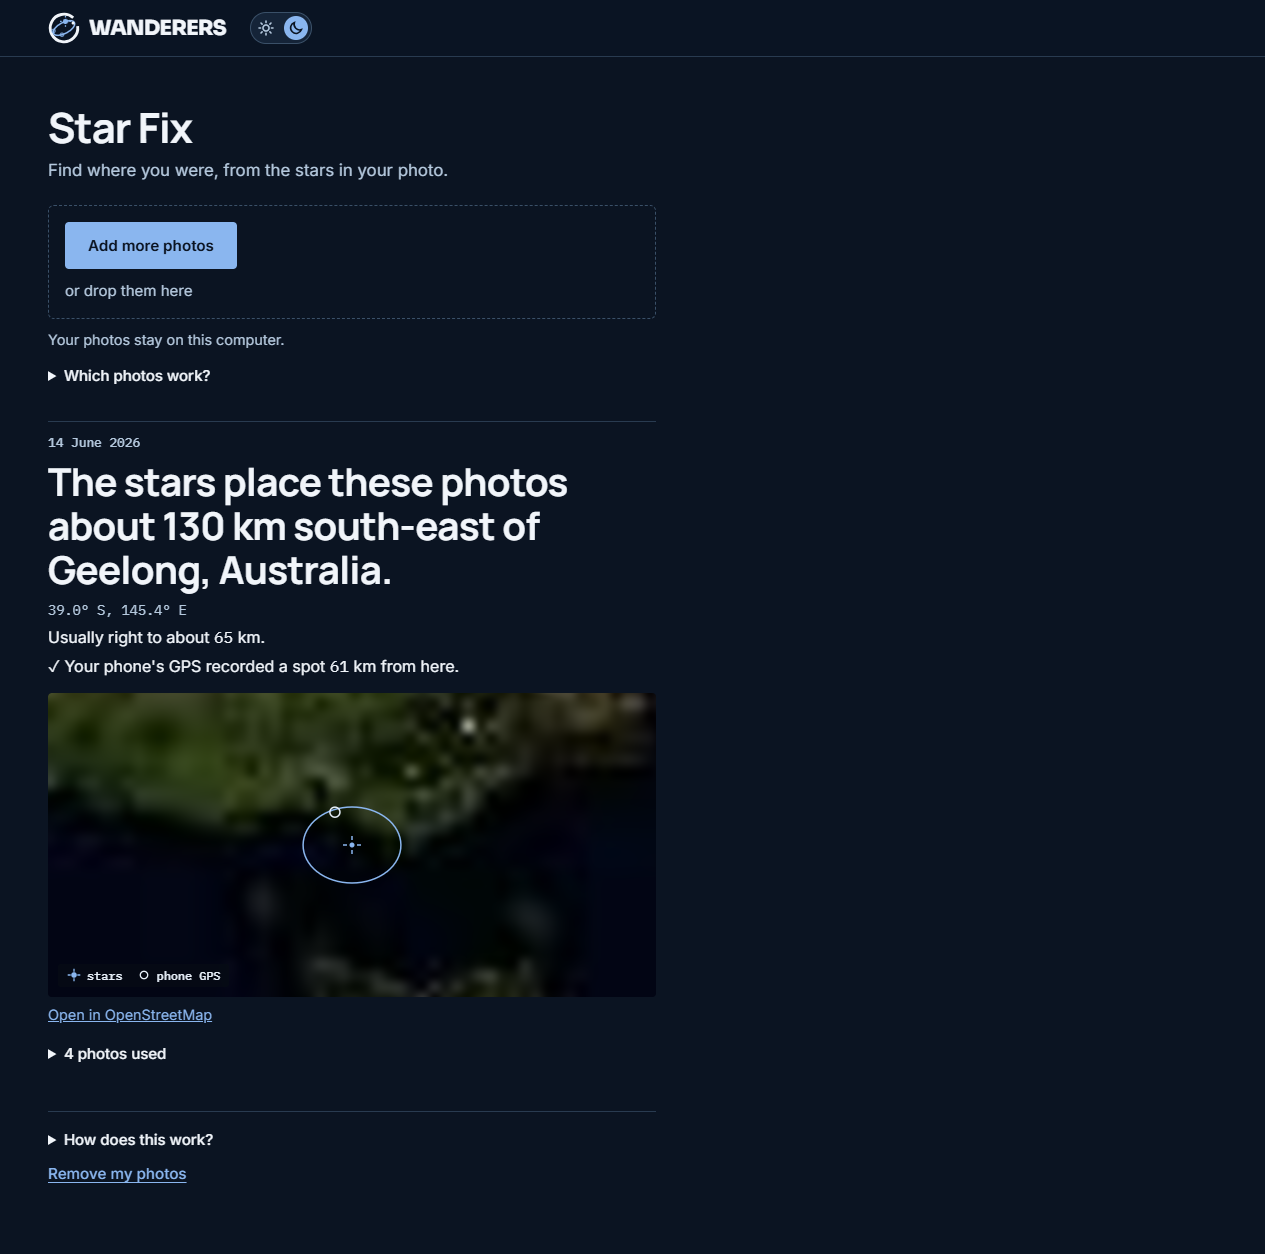 WANDERERS
Star Fix
Find where you were, from the stars in your photo.
Add more photos
or drop them here
Your photos stay on this computer.
Which photos work?
14 June 2026
The stars place these photos
about 130 km south-east of
Geelong, Australia.
39.0° S, 145.4° E
Usually right to about 65 km.
✓ Your phone's GPS recorded a spot 61 km from here.
stars
phone GPS
Open in OpenStreetMap
4 photos used
How does this work?
Remove my photos